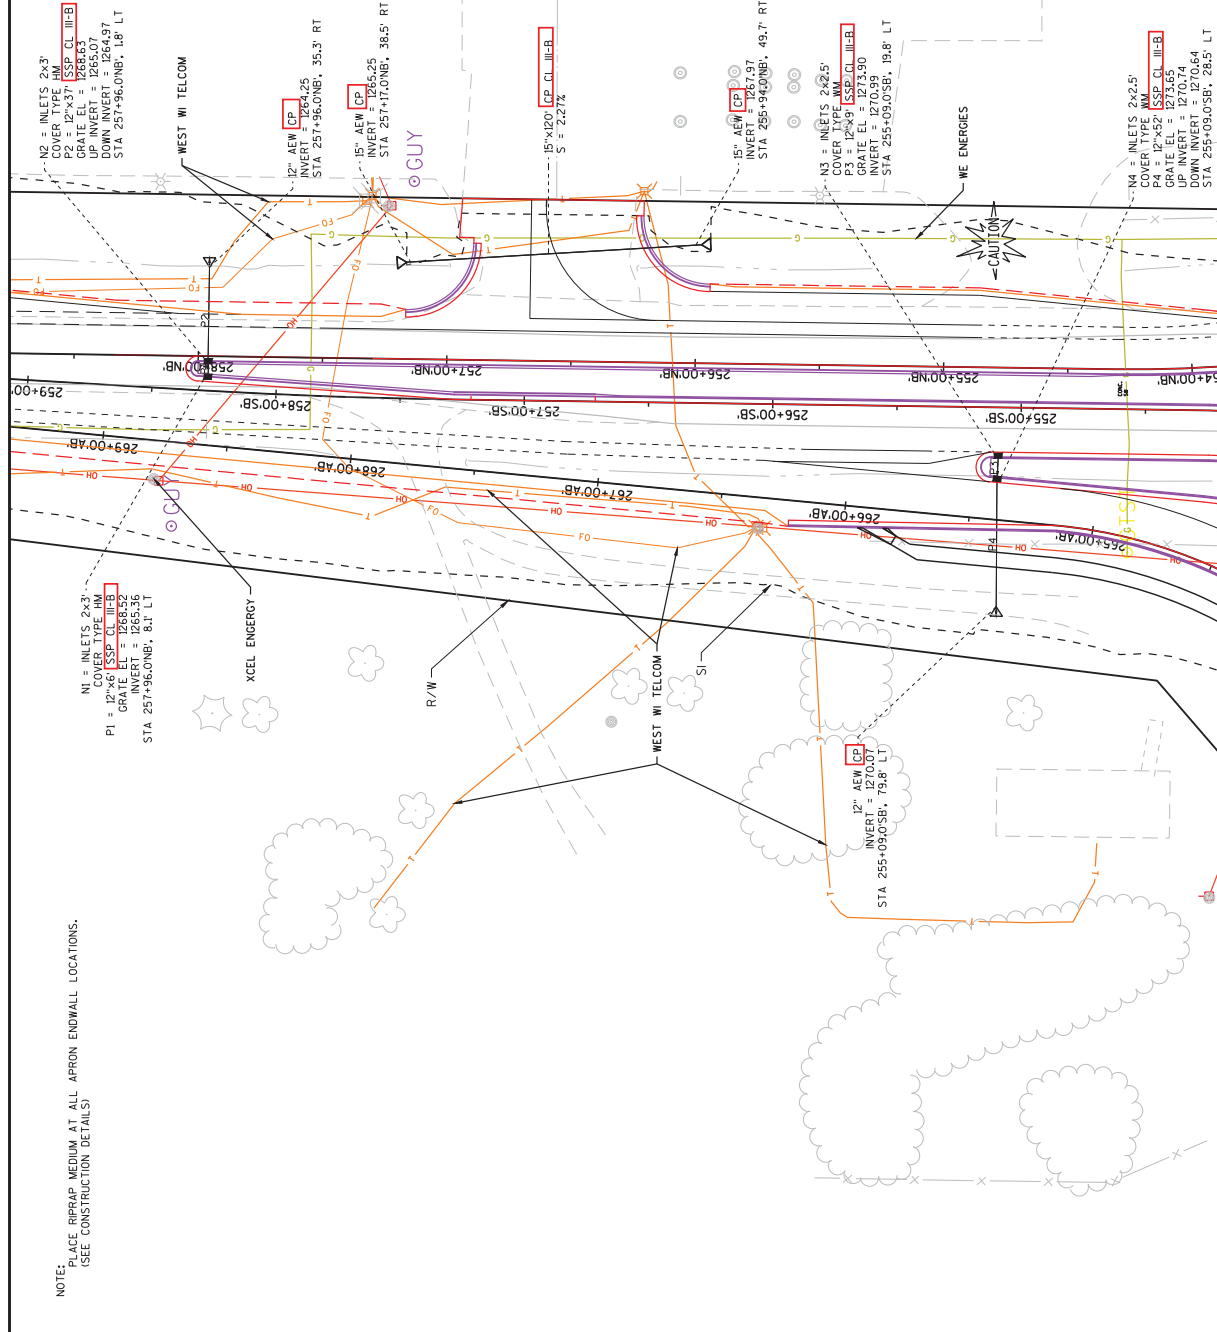 N2 = INLETS 2x3'
COVER TYPE HM
P2 = 12"x37' SSP CL III-B
GRATE EL = 1268.63
UP INVERT = 1265.07
DOWN INVERT = 1264.97
STA 257+96.0'NB', 1.8' LT
WEST WI TELCOM
12" AEW CP
INVERT = 1264.25
STA 257+96.0'NB', 35.3' RT
15" AEW CP
INVERT = 1265.25
STA 257+17.0'NB', 38.5' RT
GUY
15"x120' CP CL III-B
S = 2.27%
15" AEW CP
INVERT = 1267.97
STA 255+94.0'NB', 49.7' RT
N3 = INLETS 2x2.5'
COVER TYPE WM
P3 = 12"x9' SSP CL III-B
GRATE EL = 1273.90
INVERT = 1270.99
STA 255+09.0'SB', 19.8' LT
WE ENERGIES
CAUTION
N4 = INLETS 2x2.5'
COVER TYPE WM
P4 = 12"x52' SSP CL III-B
GRATE EL = 1273.65
UP INVERT = 1270.74
DOWN INVERT = 1270.64
STA 255+09.0'SB', 28.5' LT
P2
258+00'NB'
257+00'NB'
256+00'NB'
255+00'NB'
54+00'NB'
259+00'
258+00'SB'
257+00'SB'
256+00'SB'
255+00'SB'
269+00'AB'
268+00'AB'
267+00'AB'
266+00'AB'
265+00'AB'
P3
P4
GUY
N1 = INLETS 2x3'
COVER TYPE HM
P1 = 12"x6' SSP CL III-B
GRATE EL = 1268.52
INVERT = 1265.36
STA 257+96.0'NB', 8.1' LT
XCEL ENGERGY
R/W
WEST WI TELCOM
SI
12" AEW CP
INVERT = 1270.07
STA 255+09.0'SB', 79.8' LT
NOTE:
PLACE RIPRAP MEDIUM AT ALL APRON ENDWALL LOCATIONS.
(SEE CONSTRUCTION DETAILS)